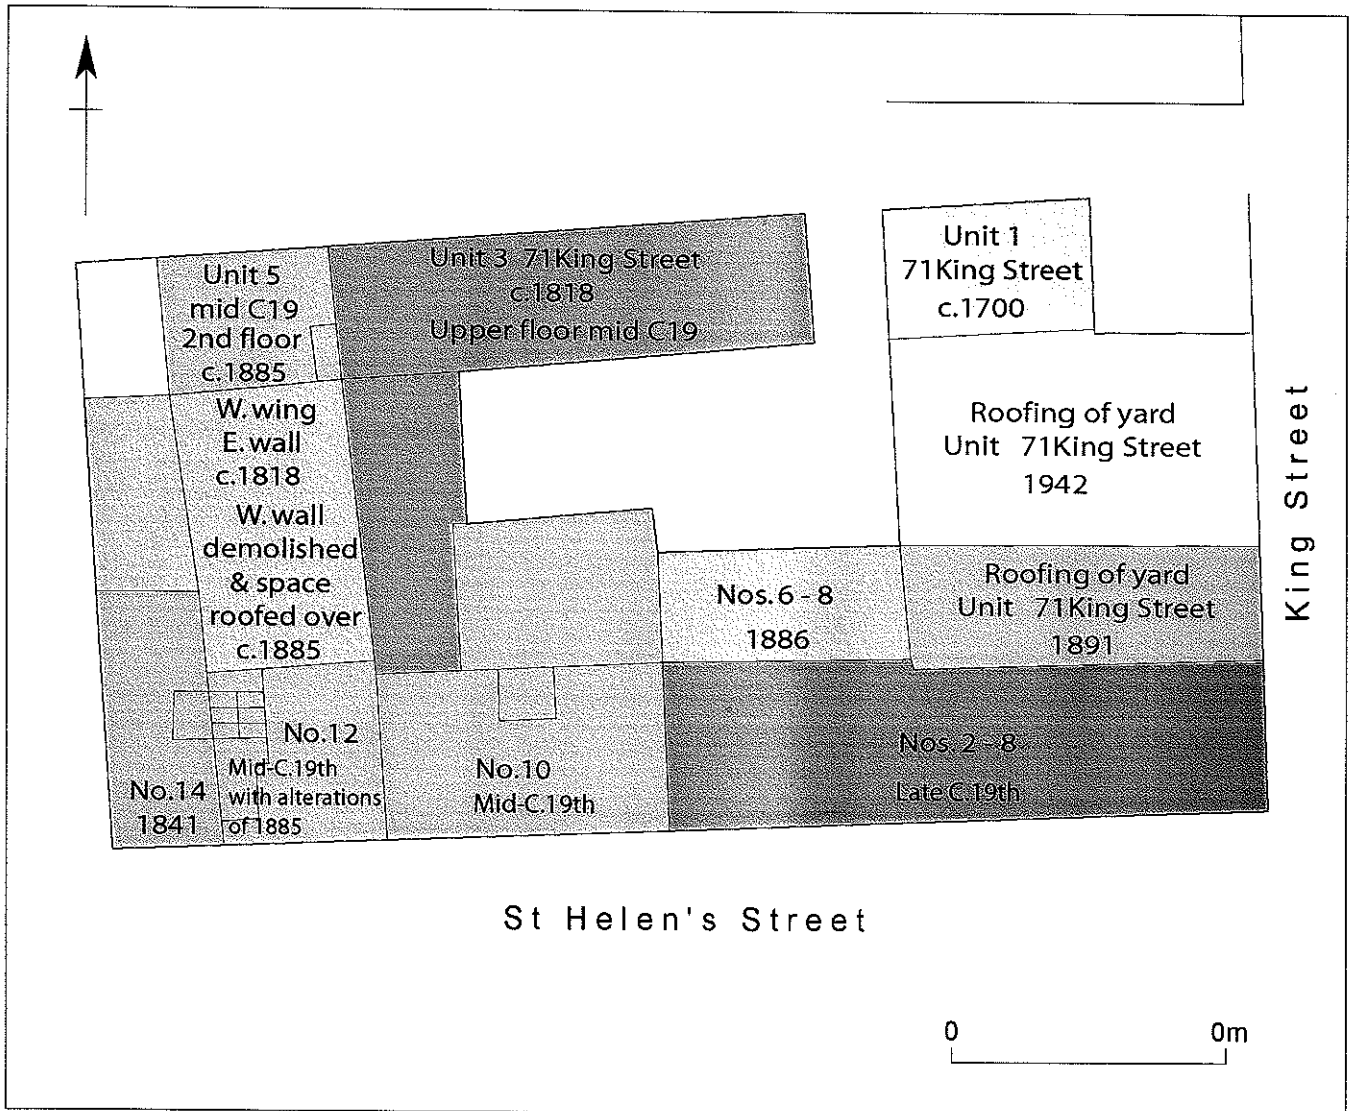 Unit 5
mid C19
2nd floor
c.1885
Unit 3 71King Street
c.1818
Upper floor mid C19
Unit 1
71King Street
c.1700
W. wing
E. wall
c.1818
W. wall
demolished
& space
roofed over
c.1885
Roofing of yard
Unit 71King Street
1942
King Street
Nos. 6 - 8
1886
Roofing of yard
Unit 71King Street
1891
No.14
1841
No.12
Mid-C.19th
with alterations
of 1885
No.10
Mid-C.19th
Nos. 2 - 8
Late C.19th
St Helen's Street
0 0m